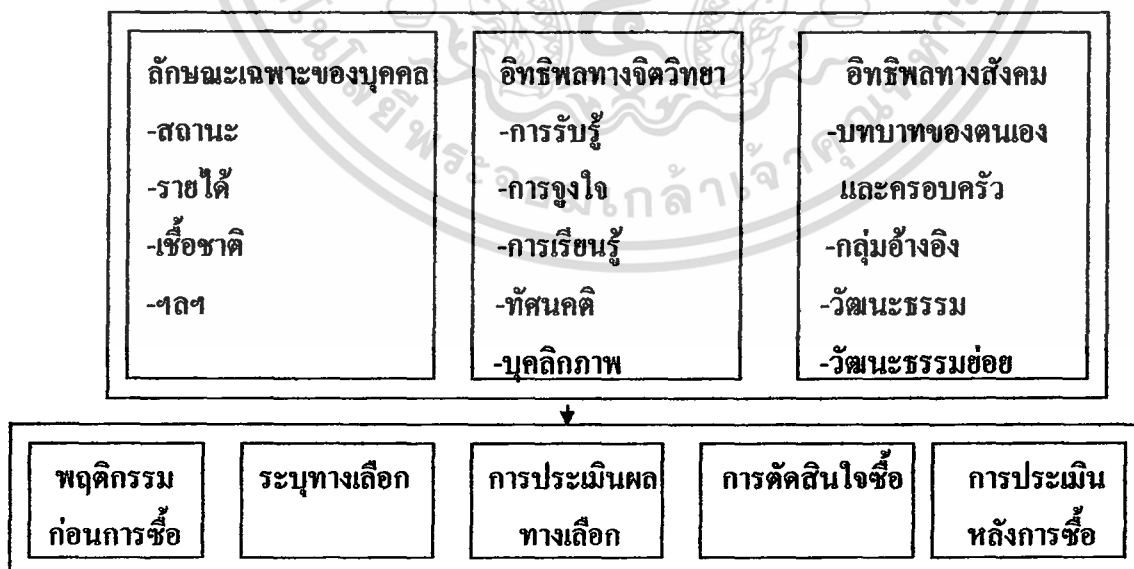 ลักษณะเฉพาะของบุคคล
-สถานะ
-รายได้
-เชื้อชาติ
-ฯลฯ
อิทธิพลทางจิตวิทยา
-การรับรู้
-การจูงใจ
-การเรียนรู้
-ทัศนคติ
-บุคลิกภาพ
อิทธิพลทางสังคม
-บทบาทของตนเอง
และครอบครัว
-กลุ่มอ้างอิง
-วัฒนะธรรม
-วัฒนะธรรมย่อย
พฤติกรรม
ก่อนการซื้อ
ระบุทางเลือก
การประเมินผล
ทางเลือก
การตัดสินใจซื้อ
การประเมิน
หลังการซื้อ